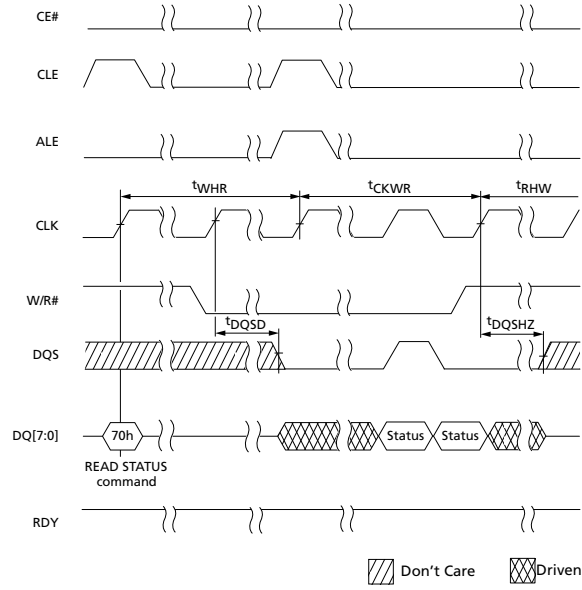 CE#
CLE
ALE
tWHR tCKWR tRHW
CLK
W/R#
tDQSD tDQSHZ
DQS
DQ[7:0] 70h Status Status
READ STATUS
command
RDY
Don't Care Driven